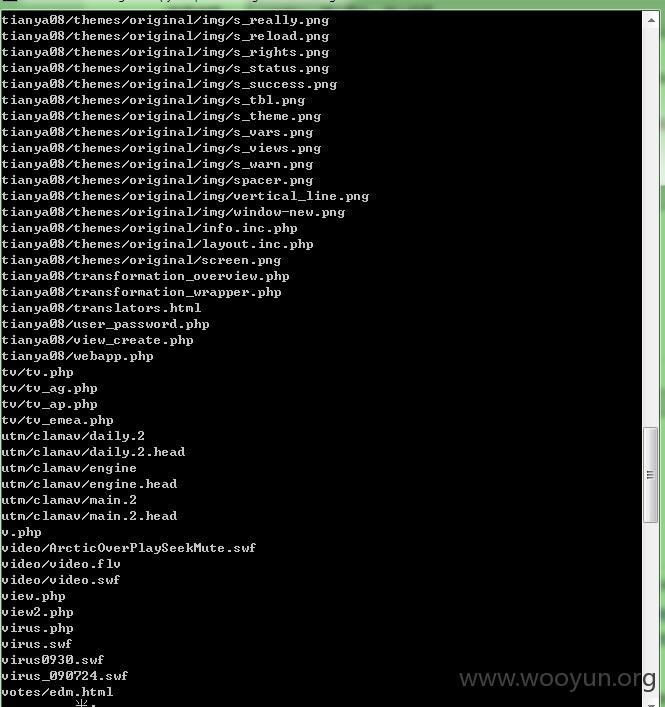 tianya08/themes/original/img/s_really.png
tianya08/themes/original/img/s_reload.png
tianya08/themes/original/img/s_rights.png
tianya08/themes/original/img/s_status.png
tianya08/themes/original/img/s_success.png
tianya08/themes/original/img/s_tbl.png
tianya08/themes/original/img/s_theme.png
tianya08/themes/original/img/s_vars.png
tianya08/themes/original/img/s_views.png
tianya08/themes/original/img/s_warn.png
tianya08/themes/original/img/spacer.png
tianya08/themes/original/img/vertical_line.png
tianya08/themes/original/img/window-new.png
tianya08/themes/original/info.inc.php
tianya08/themes/original/layout.inc.php
tianya08/themes/original/screen.png
tianya08/transformation_overview.php
tianya08/transformation_wrapper.php
tianya08/translators.html
tianya08/user_password.php
tianya08/view_create.php
tianya08/webapp.php
tv/tv.php
tv/tv_ag.php
tv/tv_ap.php
tv/tv_emea.php
utm/clamav/daily.2
utm/clamav/daily.2.head
utm/clamav/engine
utm/clamav/engine.head
utm/clamav/main.2
utm/clamav/main.2.head
v.php
video/ArcticOverPlaySeekMute.swf
video/video.flv
video/video.swf
view.php
view2.php
virus.php
virus.swf
virus0930.swf
virus_090724.swf
votes/edm.html
www.wooyun.org